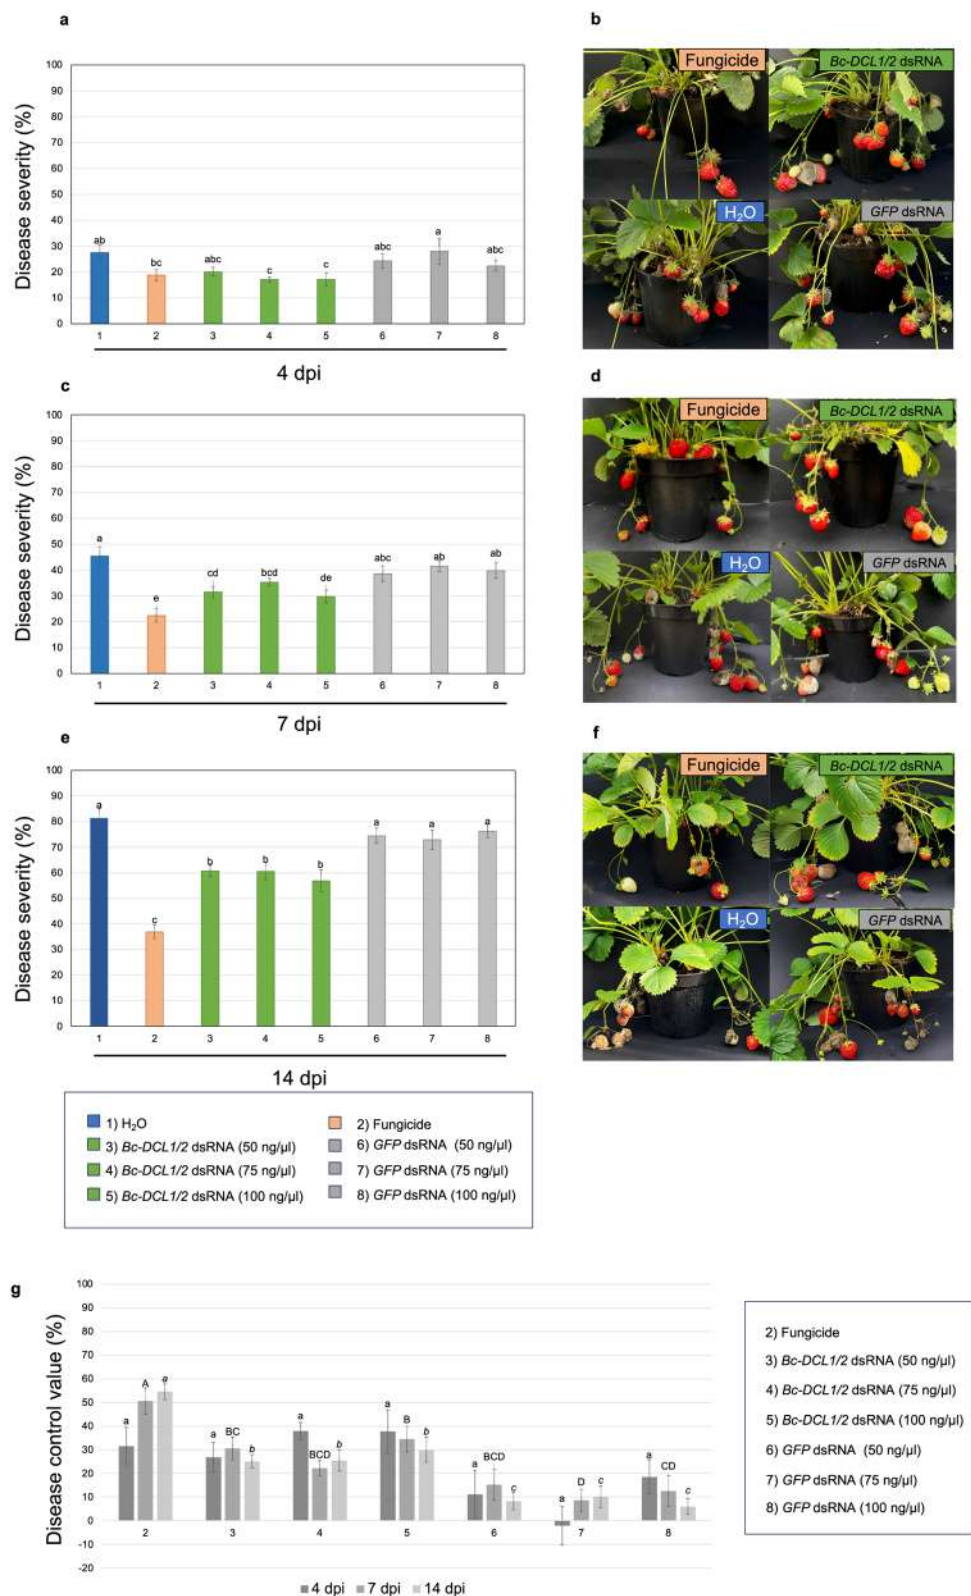 a
Disease severity (%)
100
90
80
70
60
50
40
30
20
10
0
ab
bc
abc
c
c
abc
a
abc
1 2 3 4 5 6 7 8
4 dpi
b
Fungicide
Bc-DCL1/2 dsRNA
H₂O
GFP dsRNA
c
Disease severity (%)
100
90
80
70
60
50
40
30
20
10
0
a
e
cd
bcd
de
abc
ab
ab
1 2 3 4 5 6 7 8
7 dpi
d
Fungicide
Bc-DCL1/2 dsRNA
H₂O
GFP dsRNA
e
Disease severity (%)
100
90
80
70
60
50
40
30
20
10
0
a
c
b
b
b
a
a
a
1 2 3 4 5 6 7 8
14 dpi
f
Fungicide
Bc-DCL1/2 dsRNA
H₂O
GFP dsRNA
1) H₂O
2) Fungicide
3) Bc-DCL1/2 dsRNA (50 ng/µl)
6) GFP dsRNA (50 ng/µl)
4) Bc-DCL1/2 dsRNA (75 ng/µl)
7) GFP dsRNA (75 ng/µl)
5) Bc-DCL1/2 dsRNA (100 ng/µl)
8) GFP dsRNA (100 ng/µl)
g
Disease control value (%)
100
90
80
70
60
50
40
30
20
10
0
-10
-20
a A a
a BC b
a BCD b
a B b
a BCD c
a D c
a CD c
2 3 4 5 6 7 8
4 dpi 7 dpi 14 dpi
2) Fungicide
3) Bc-DCL1/2 dsRNA (50 ng/µl)
4) Bc-DCL1/2 dsRNA (75 ng/µl)
5) Bc-DCL1/2 dsRNA (100 ng/µl)
6) GFP dsRNA (50 ng/µl)
7) GFP dsRNA (75 ng/µl)
8) GFP dsRNA (100 ng/µl)